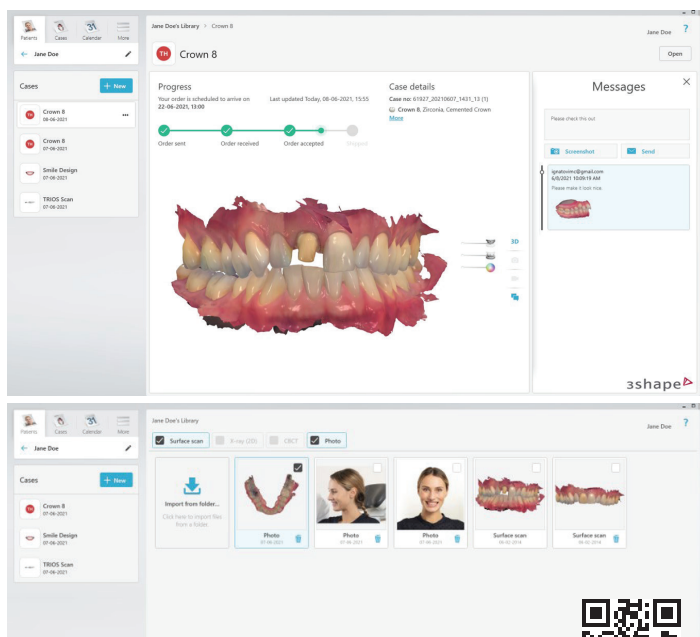 Patients
Cases
Calendar
More
Jane Doe
Cases
+ New
TH
Crown 8
08-06-2021
TH
Crown 8
07-06-2021
Smile Design
07-06-2021
TRIOS Scan
07-06-2021
Jane Doe's Library > Crown 8
Jane Doe ?
TH Crown 8
Open
Progress
Your order is scheduled to arrive on
22-06-2021, 13:00
Last updated Today, 08-06-2021, 15:55
Order sent
Order received
Order accepted
Shipped
Case details
Case no: 61927_20210607_1431_13 (1)
Crown 8, Zirconia, Cemented Crown
More
3D
Messages
Please check this out
Screenshot
Send
ignatovimc@gmail.com
6/8/2021 10:09:19 AM
Please make it look nice.
3shape
Patients
Cases
Calendar
More
Jane Doe
Cases
+ New
TH
Crown 8
07-06-2021
Smile Design
07-06-2021
TRIOS Scan
07-06-2021
Jane Doe's Library
Jane Doe ?
Surface scan
X-ray (2D)
CBCT
Photo
Import from folder...
Click here to import files
from a folder.
Photo
07-06-2021
Photo
07-06-2021
Photo
07-06-2021
Surface scan
Surface scan